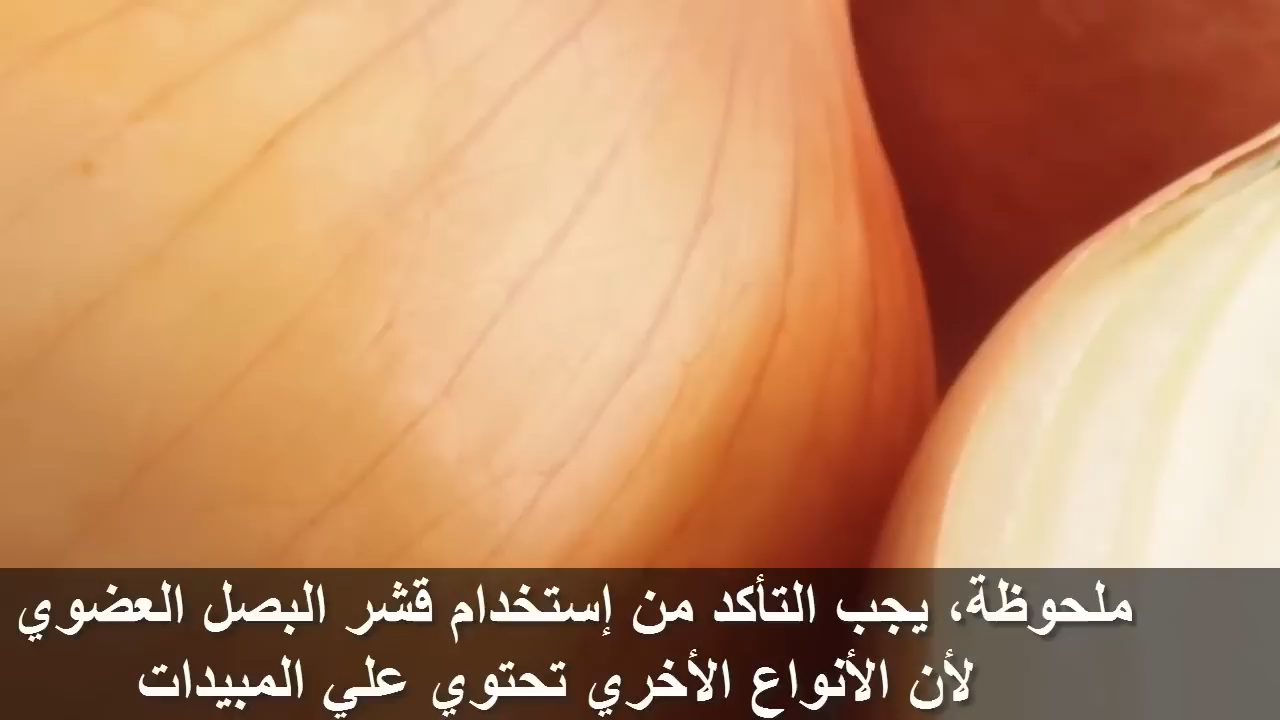 ملحوظة، يجب التأكد من إستخدام قشر البصل العضوي
لأن الأنواع الأخري تحتوي علي المبيدات